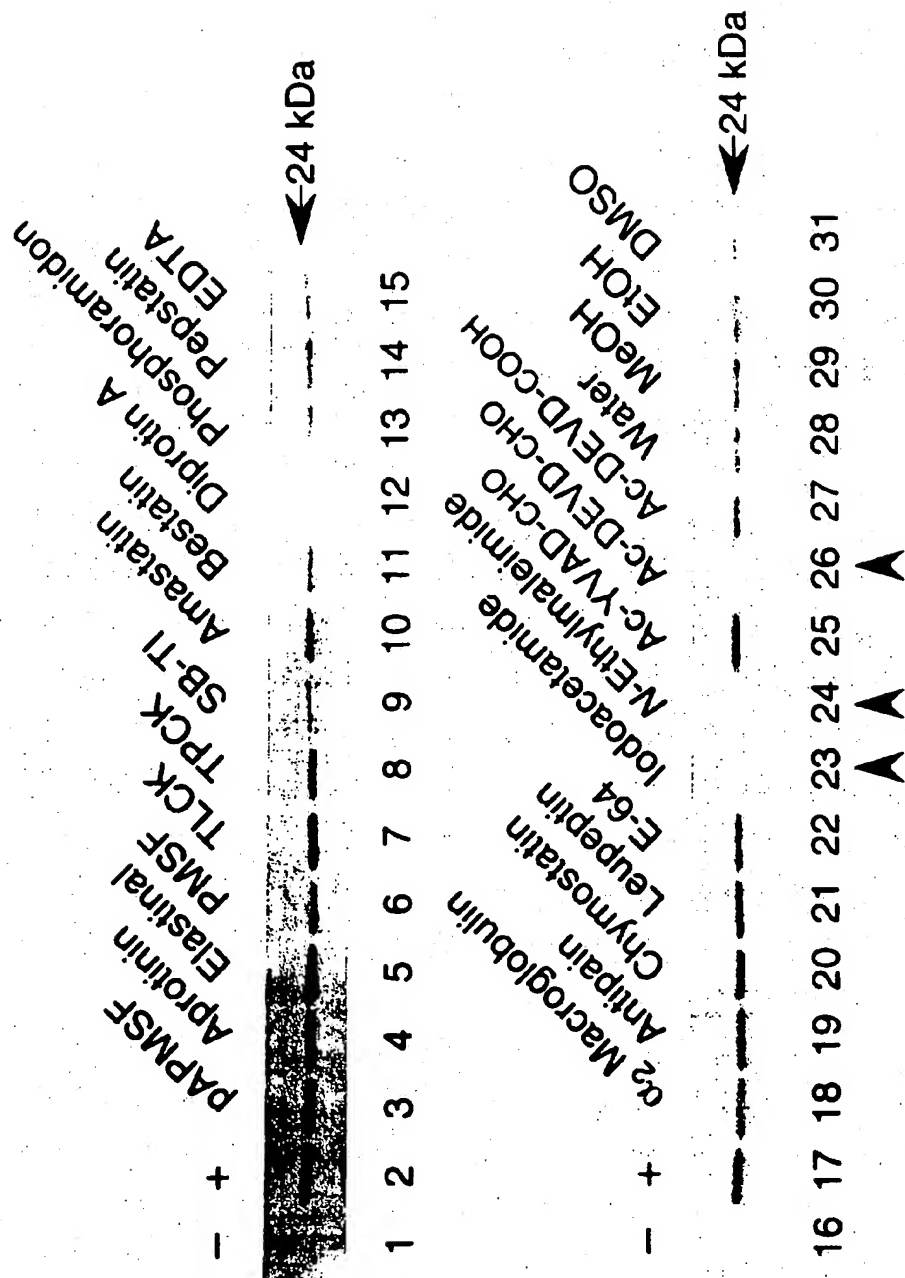 −
+
pAPMSF
Aprotinin
Elastinal
PMSF
TLCK
TPCK
SB-TI
Amastatin
Bestatin
Diprotin A
Phosphoramidon
Pepstatin
EDTA
24 kDa
1 2 3 4 5 6 7 8 9 10 11 12 13 14 15
−
+
α2 Macroglobulin
Antipain
Chymostatin
Leupeptin
E-64
Iodoacetamide
N-Ethylmaleimide
Ac-YVAD-CHO
Ac-DEVD-CHO
Ac-DEVD-COOH
Water
MeOH
EtOH
DMSO
24 kDa
16 17 18 19 20 21 22 23 24 25 26 27 28 29 30 31